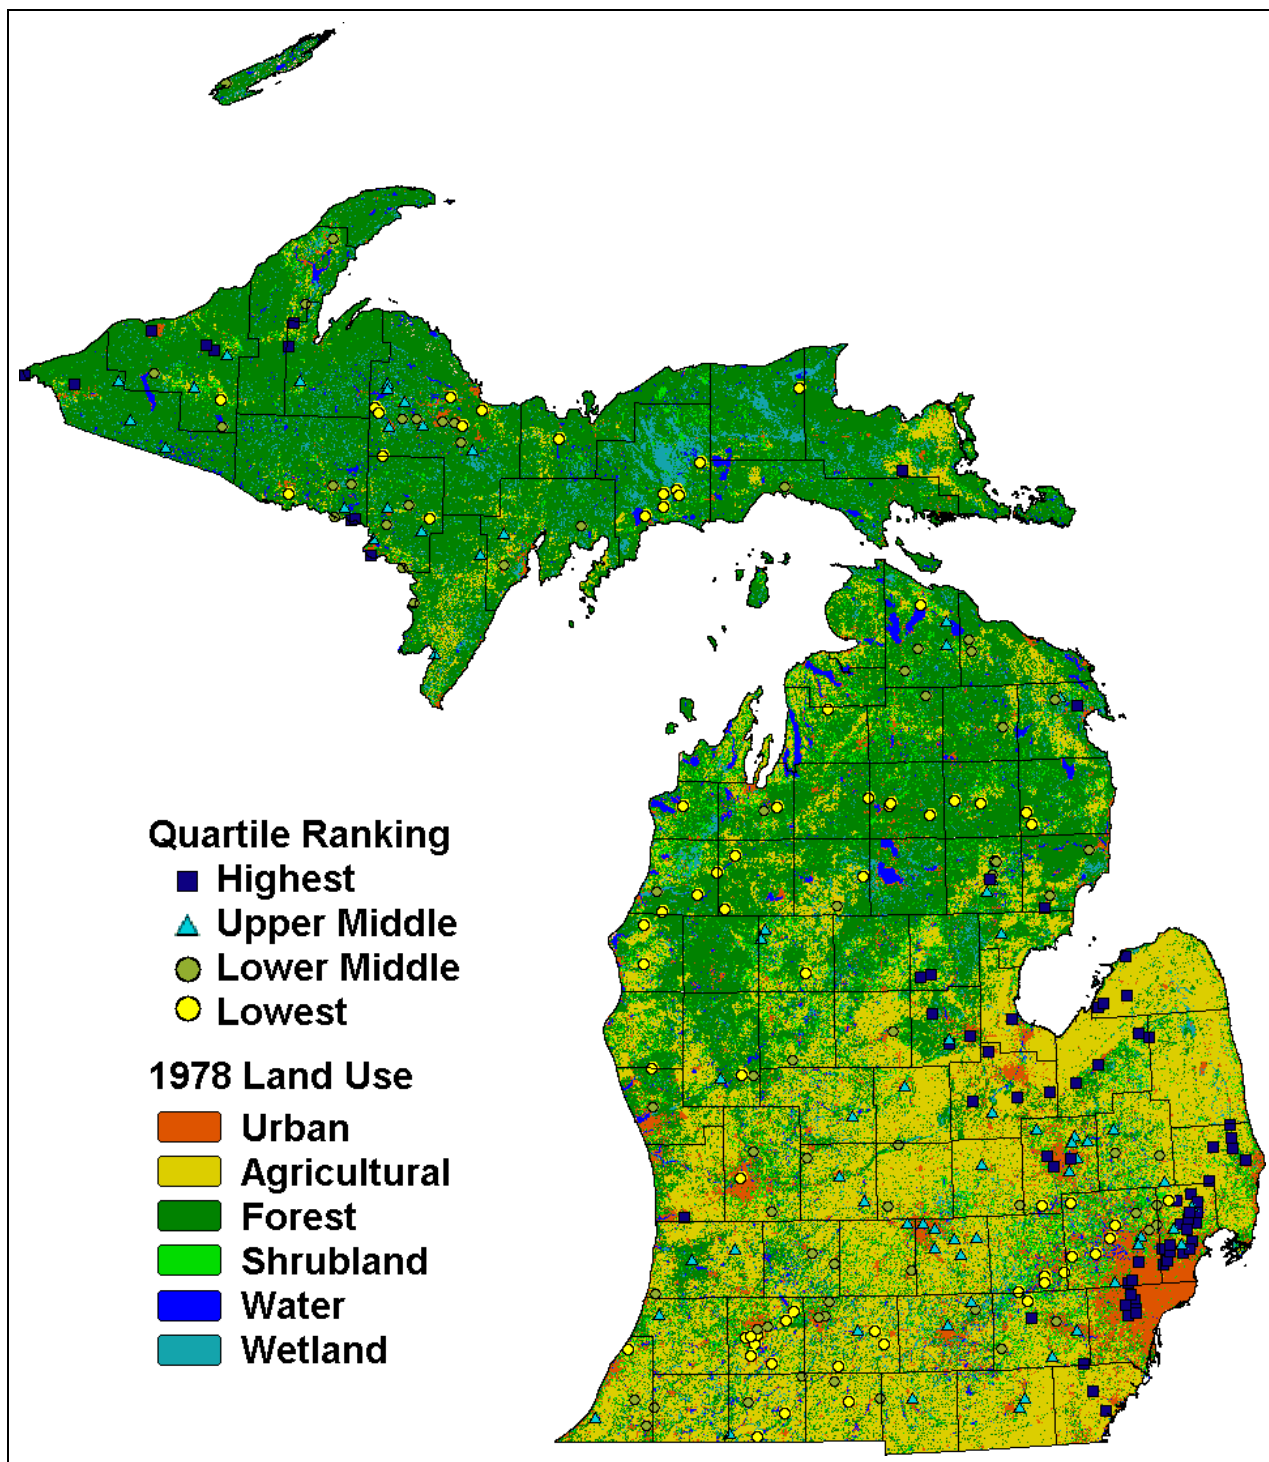 Quartile Ranking
Highest
Upper Middle
Lower Middle
Lowest
1978 Land Use
Urban
Agricultural
Forest
Shrubland
Water
Wetland